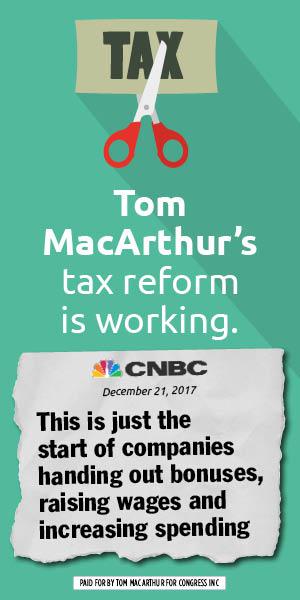 TAX
Tom
MacArthur's
tax reform
is working.
CNBC
December 21, 2017
This is just the
start of companies
handing out bonuses,
raising wages and
increasing spending
PAID FOR BY TOM MACARTHUR FOR CONGRESS INC